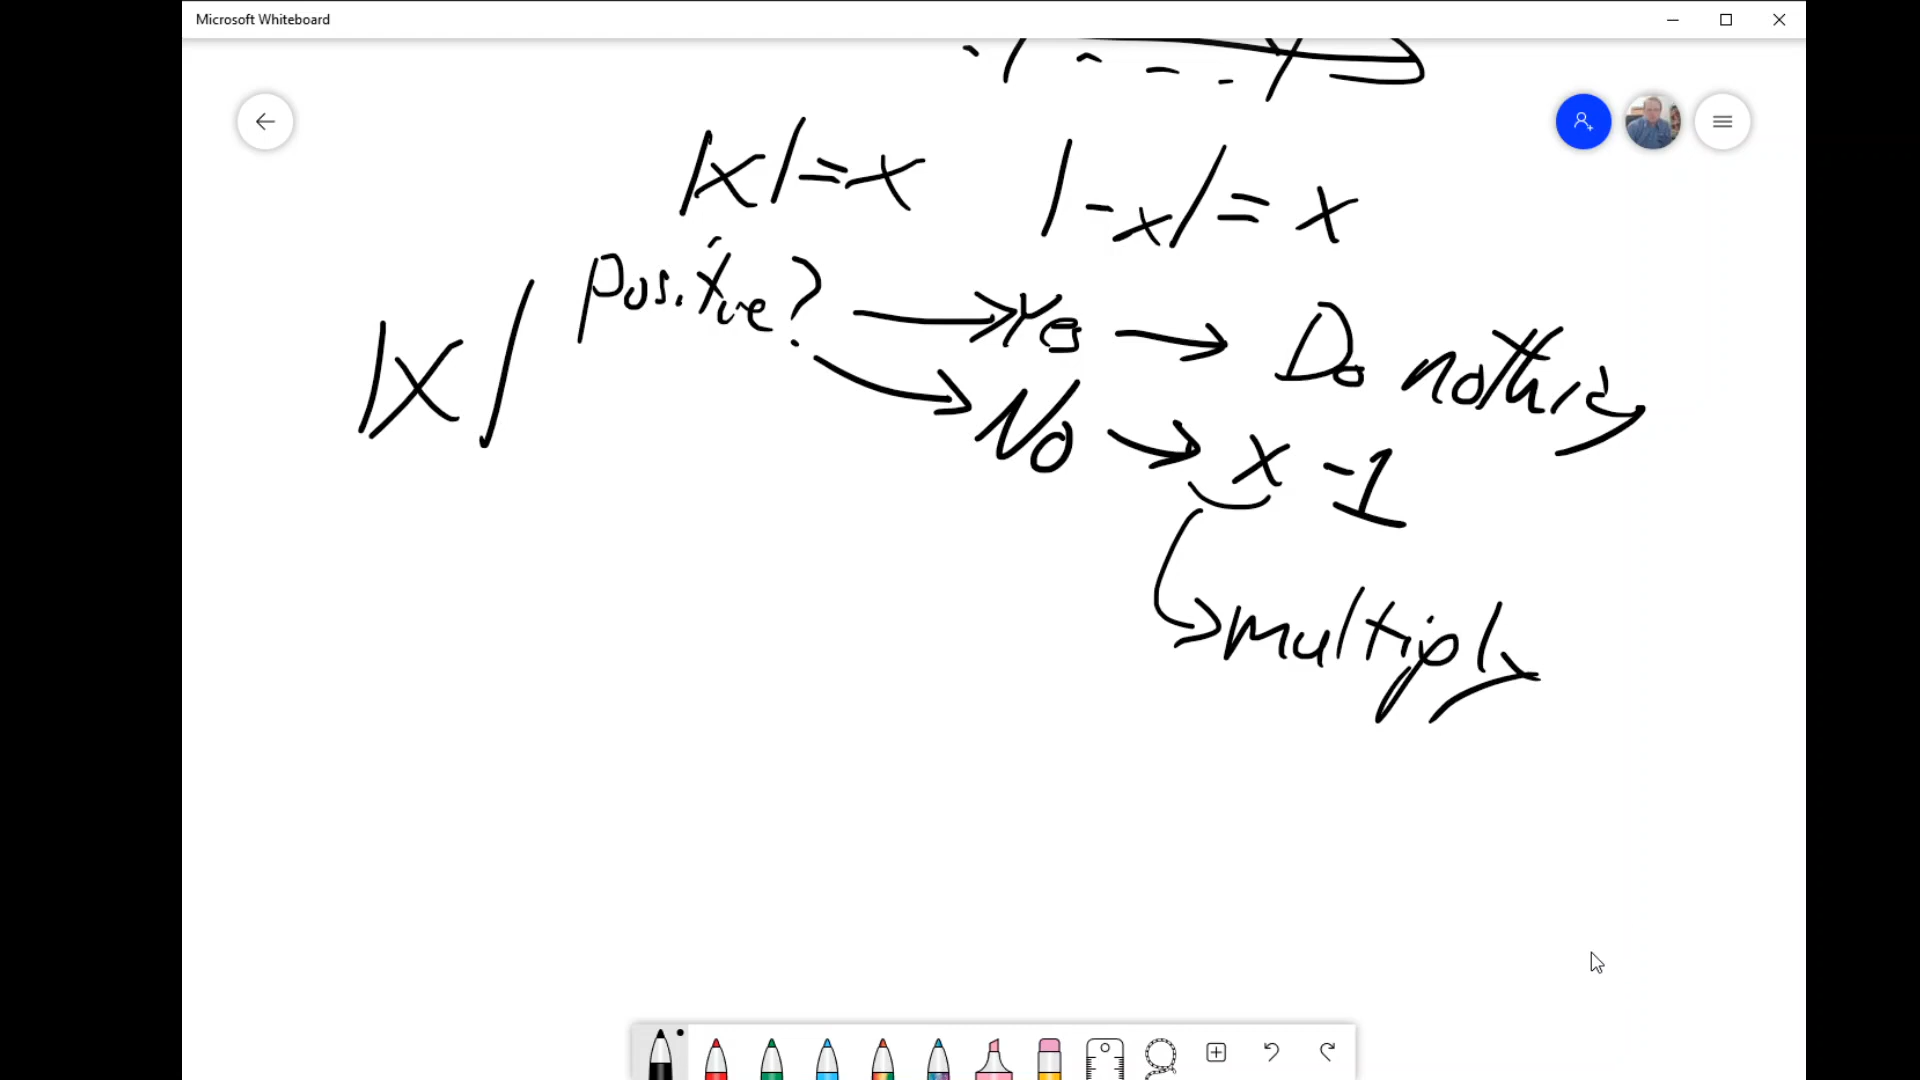 Microsoft Whiteboard
|x|=x |-x|=x
positive? → Yes → Do nothing
|x|
→ No → x -1
→ multiply